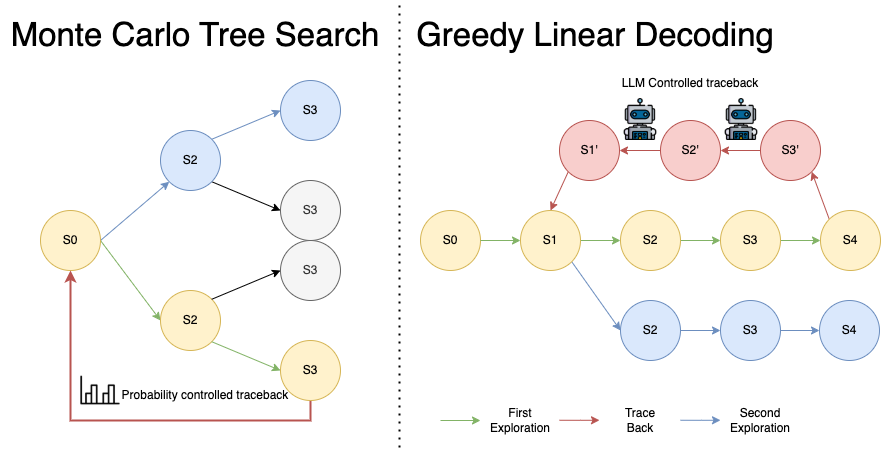 Monte Carlo Tree Search
S3
S2
S3
S0
S3
S2
S3
Probability controlled traceback
Greedy Linear Decoding
LLM Controlled traceback
S1'
S2'
S3'
S0
S1
S2
S3
S4
S2
S3
S4
First
Exploration
Trace
Back
Second
Exploration